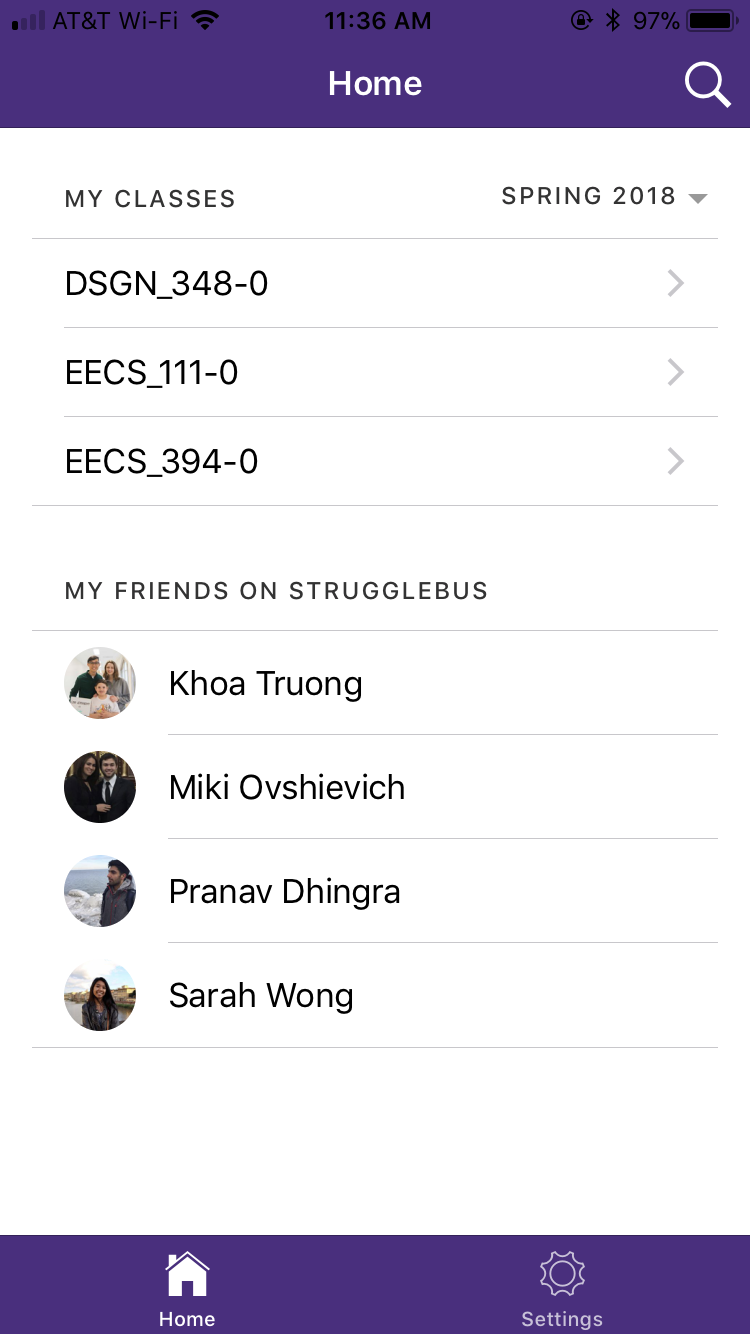 AT&T Wi-Fi 11:36 AM 97%
Home
MY CLASSES SPRING 2018
DSGN_348-0
EECS_111-0
EECS_394-0
MY FRIENDS ON STRUGGLEBUS
Khoa Truong
Miki Ovshievich
Pranav Dhingra
Sarah Wong
Home Settings